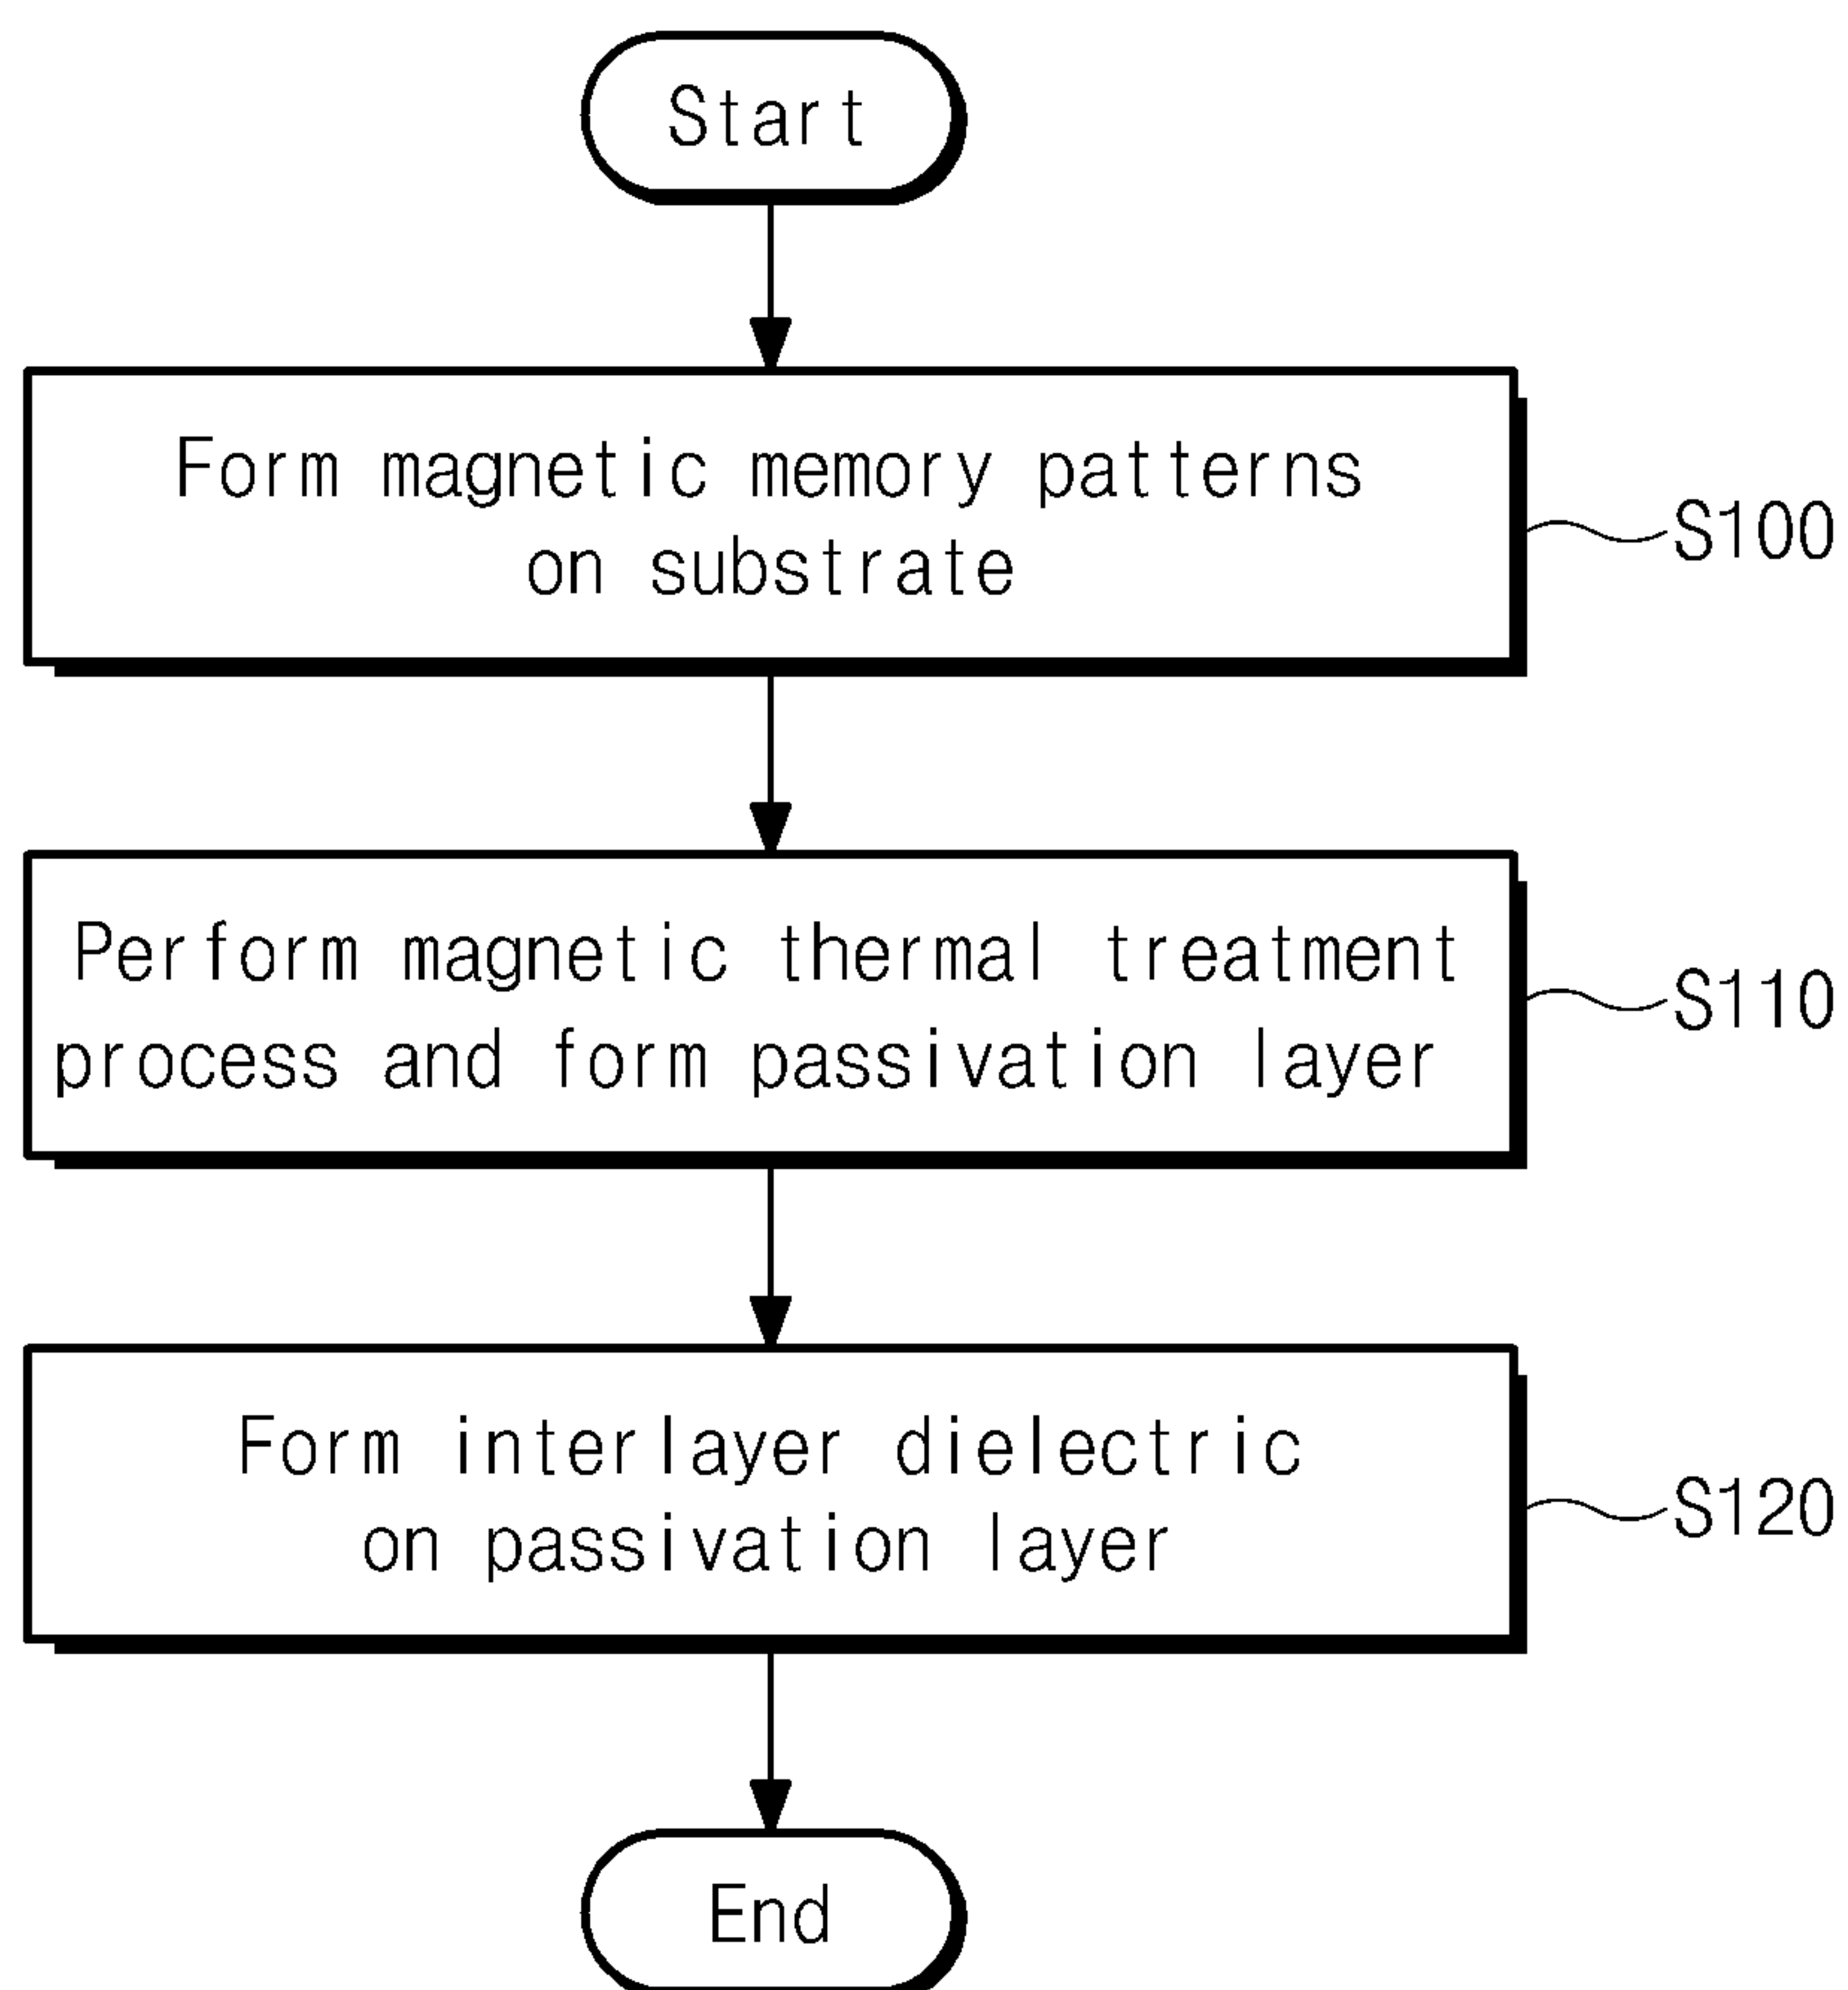 Start
Form magnetic memory patterns
on substrate
S100
Perform magnetic thermal treatment
process and form passivation layer
S110
Form interlayer dielectric
on passivation layer
S120
End